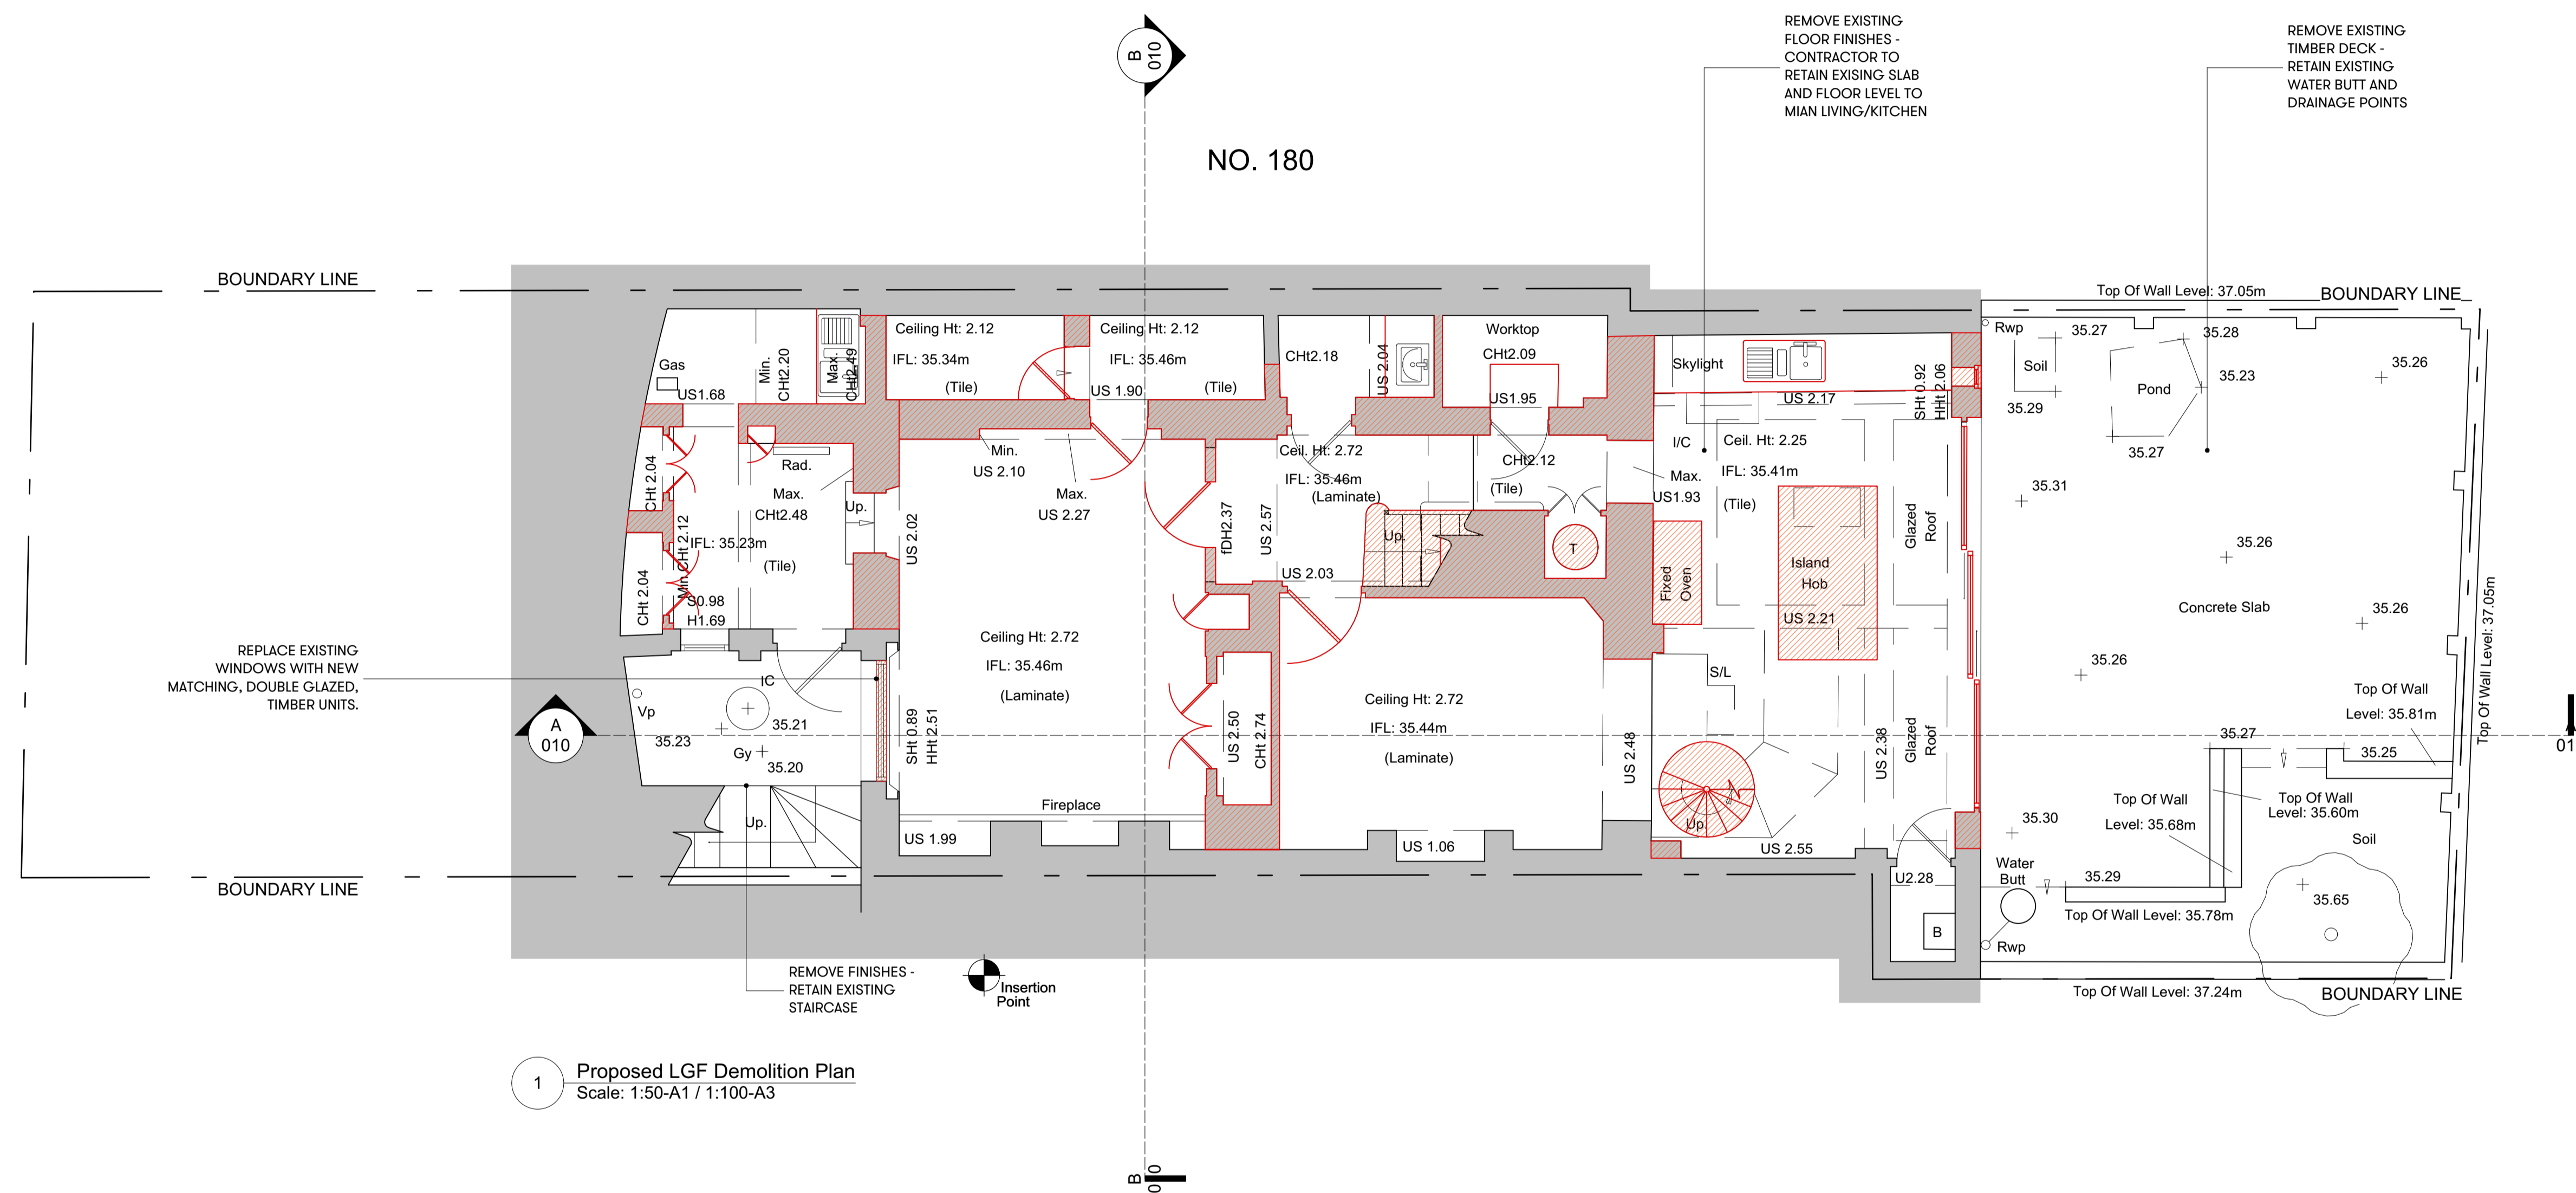 REMOVE EXISTING
FLOOR FINISHES -
CONTRACTOR TO
RETAIN EXISING SLAB
AND FLOOR LEVEL TO
MIAN LIVING/KITCHEN
REMOVE EXISTING
TIMBER DECK -
RETAIN EXISTING
WATER BUTT AND
DRAINAGE POINTS
B
010
NO. 180
BOUNDARY LINE
Top Of Wall Level: 37.05m
BOUNDARY LINE
Gas
US1.68
Min.
CHt2.20
Max.
CHt2.49
Ceiling Ht: 2.12
IFL: 35.34m
(Tile)
Ceiling Ht: 2.12
IFL: 35.46m
US 1.90
(Tile)
CHt2.18
US 2.04
Worktop
CHt2.09
US1.95
Skylight
US 2.17
SHt 0.92
HHt 2.06
Rwp
35.27
35.28
Soil
35.29
Pond
35.23
35.26
35.27
35.31
CHt 2.04
Rad.
Max.
CHt2.48
Up.
Min.CHt 2.12
IFL: 35.23m
(Tile)
CHt 2.04
S0.98
H1.69
US 2.02
Min.
US 2.10
Max.
US 2.27
fDH2.37
US 2.57
Ceil. Ht: 2.72
IFL: 35.46m
(Laminate)
CHt2.12
(Tile)
Up.
US 2.03
T
I/C
Max.
US1.93
Ceil. Ht: 2.25
IFL: 35.41m
(Tile)
Fixed
Oven
Island
Hob
US 2.21
Glazed
Roof
35.26
Concrete Slab
35.26
35.26
Top Of Wall Level: 37.05m
REPLACE EXISTING
WINDOWS WITH NEW
MATCHING, DOUBLE GLAZED,
TIMBER UNITS.
A
010
IC
Vp
35.23
Gy
35.21
35.20
Up.
SHt 0.89
HHt 2.51
Ceiling Ht: 2.72
IFL: 35.46m
(Laminate)
Fireplace
US 1.99
US 2.50
CHt 2.74
Ceiling Ht: 2.72
IFL: 35.44m
(Laminate)
US 1.06
US 2.48
S/L
Up.
US 2.55
US 2.38
Glazed
Roof
U2.28
B
Top Of Wall
Level: 35.81m
35.27
35.25
01
Top Of Wall
Level: 35.68m
Top Of Wall
Level: 35.60m
35.30
Soil
Water
Butt
35.29
35.65
Top Of Wall Level: 35.78m
Rwp
BOUNDARY LINE
Top Of Wall Level: 37.24m
BOUNDARY LINE
REMOVE FINISHES -
RETAIN EXISTING
STAIRCASE
Insertion
Point
1
Proposed LGF Demolition Plan
Scale: 1:50-A1 / 1:100-A3
B